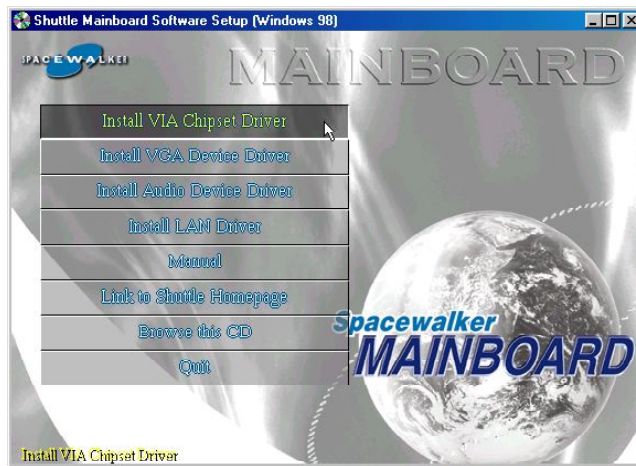 Shuttle Mainboard Software Setup (Windows 98)
SPACEWALKER
MAINBOARD
Install VIA Chipset Driver
Install VGA Device Driver
Install Audio Device Driver
Install LAN Driver
Manual
Link to Shuttle Homepage
Browse this CD
Quit
Spacewalker
MAINBOARD
Install VIA Chipset Driver